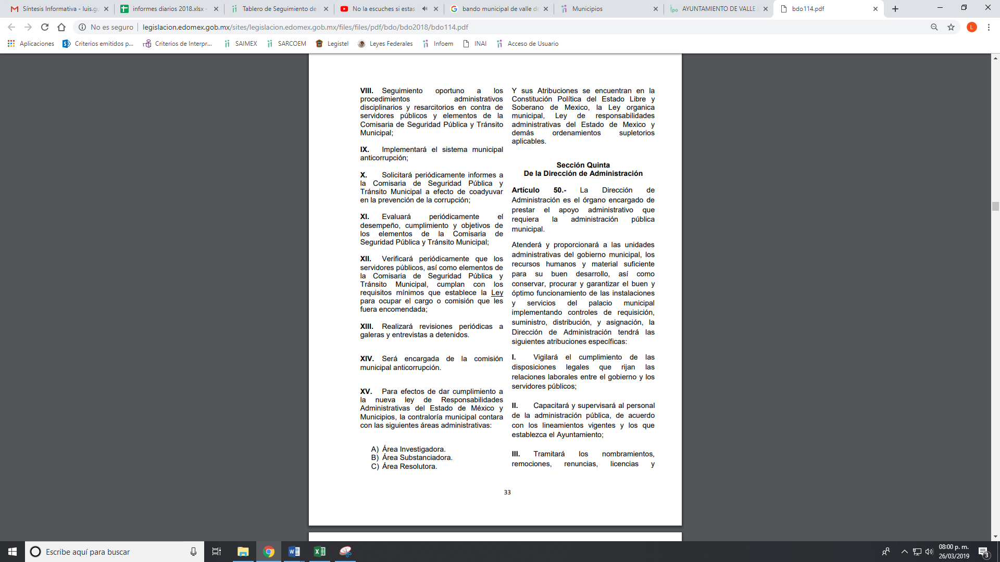 Síntesis Informativa - luis.gu
informes diarios 2018.xlsx -
Tablero de Seguimiento de
No la escuches si estas
bando municipal de valle d
Municipios
AYUNTAMIENTO DE VALLE
bdo114.pdf
No es seguro | legislacion.edomex.gob.mx/sites/legislacion.edomex.gob.mx/files/files/pdf/bdo/bdo2018/bdo114.pdf
L
Aplicaciones
Criterios emitidos p...
Criterios de Interpr...
SAIMEX
SARCOEM
Legistel
Leyes Federales
Infoem
INAI
Acceso de Usuario
VIII. Seguimiento oportuno a los
procedimientos administrativos
disciplinarios y resarcitorios en contra de
servidores públicos y elementos de la
Comisaria de Seguridad Pública y Tránsito
Municipal;
IX. Implementará el sistema municipal
anticorrupción;
X. Solicitará periódicamente informes a
la Comisaria de Seguridad Pública y
Tránsito Municipal a efecto de coadyuvar
en la prevención de la corrupción;
XI. Evaluará periódicamente el
desempeño, cumplimiento y objetivos de
los elementos de la Comisaria de
Seguridad Pública y Tránsito Municipal;
XII. Verificará periódicamente que los
servidores públicos, así como elementos de
la Comisaria de Seguridad Pública y
Tránsito Municipal, cumplan con los
requisitos mínimos que establece la Ley
para ocupar el cargo o comisión que les
fuera encomendada;
XIII. Realizará revisiones periódicas a
galeras y entrevistas a detenidos.
XIV. Será encargada de la comisión
municipal anticorrupción.
XV. Para efectos de dar cumplimiento a
la nueva ley de Responsabilidades
Administrativas del Estado de México y
Municipios, la contraloría municipal contara
con las siguientes áreas administrativas:
A) Área Investigadora.
B) Área Substanciadora.
C) Área Resolutora.
Y sus Atribuciones se encuentran en la
Constitución Política del Estado Libre y
Soberano de Mexico, la Ley organica
municipal, Ley de responsabilidades
administrativas del Estado de Mexico y
demás ordenamientos supletorios
aplicables.
Sección Quinta
De la Dirección de Administración
Artículo 50.- La Dirección de
Administración es el órgano encargado de
prestar el apoyo administrativo que
requiera la administración pública
municipal.
Atenderá y proporcionará a las unidades
administrativas del gobierno municipal, los
recursos humanos y material suficiente
para su buen desarrollo, así como
conservar, procurar y garantizar el buen y
óptimo funcionamiento de las instalaciones
y servicios del palacio municipal
implementando controles de requisición,
suministro, distribución, y asignación, la
Dirección de Administración tendrá las
siguientes atribuciones específicas:
I. Vigilará el cumplimiento de las
disposiciones legales que rijan las
relaciones laborales entre el gobierno y los
servidores públicos;
II. Capacitará y supervisará al personal
de la administración pública, de acuerdo
con los lineamientos vigentes y los que
establezca el Ayuntamiento;
III. Tramitará los nombramientos,
remociones, renuncias, licencias y
33
Escribe aquí para buscar
08:00 p. m.
26/03/2019
3